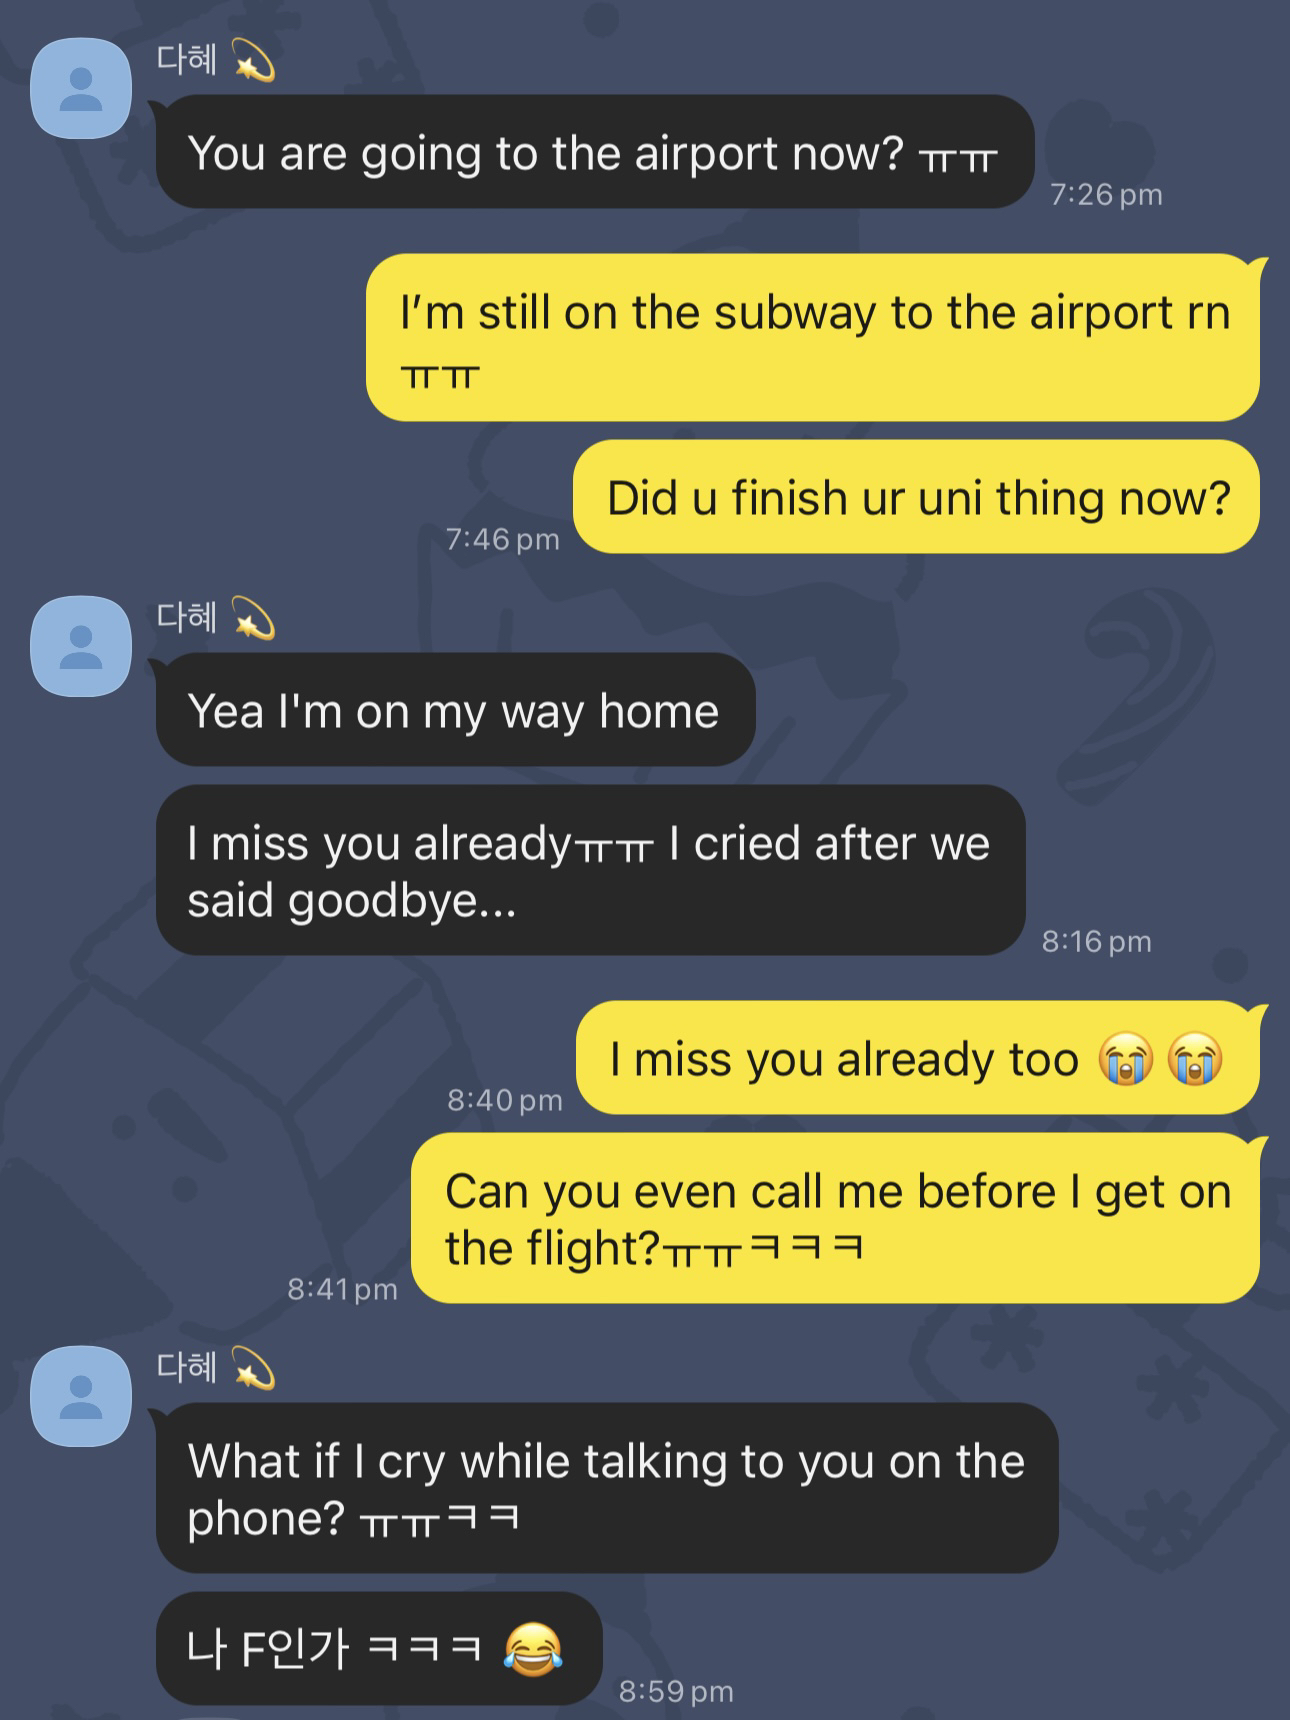 다혜 💫
You are going to the airport now? ㅠㅠ
7:26 pm
I’m still on the subway to the airport rn
ㅠㅠ
Did u finish ur uni thing now?
7:46 pm
다혜 💫
Yea I'm on my way home
I miss you alreadyㅠㅠ I cried after we
said goodbye...
8:16 pm
I miss you already too 😭😭
8:40 pm
Can you even call me before I get on
the flight?ㅠㅠㅋㅋㅋ
8:41 pm
다혜 💫
What if I cry while talking to you on the
phone? ㅠㅠㅋㅋ
나 F인가 ㅋㅋㅋ 😂
8:59 pm